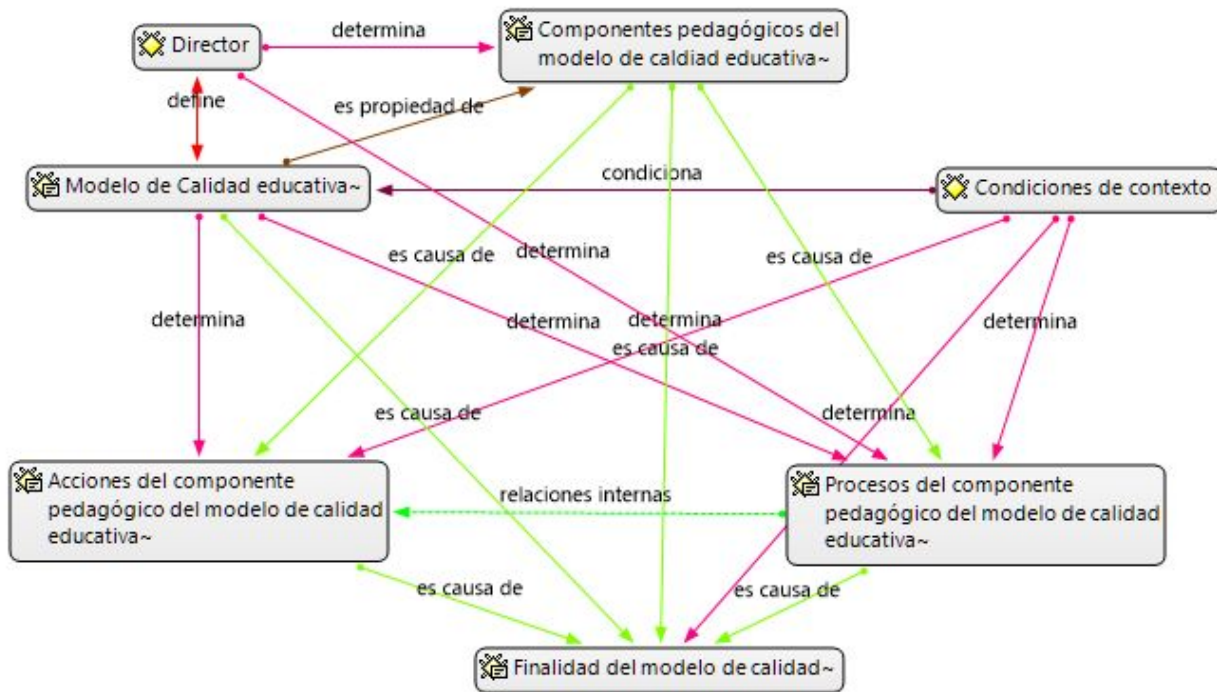 determina
Director
Componentes pedagógicos del
modelo de caldiad educativa~
define
es propiedad de
Modelo de Calidad educativa~
condiciona
Condiciones de contexto
es causa de
determina
es causa de
determina
determina
determina
determina
es causa de
es causa de
determina
Acciones del componente
pedagógico del modelo de calidad
educativa~
relaciones internas
Procesos del componente
pedagógico del modelo de calidad
educativa~
es causa de
es causa de
Finalidad del modelo de calidad~